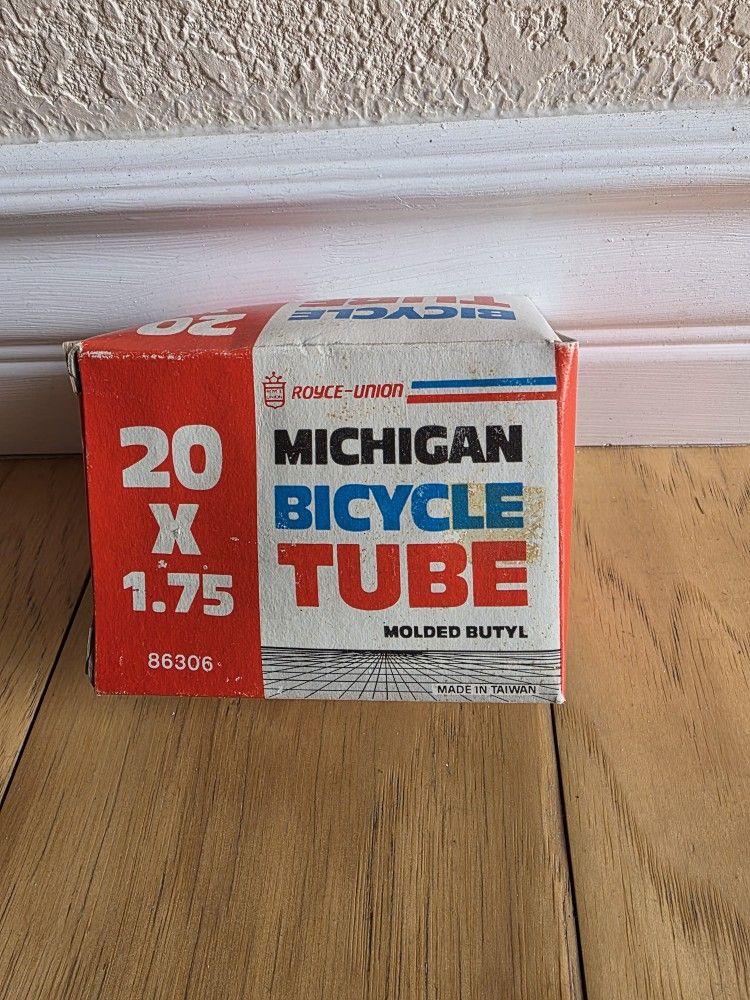 20
BICYCLE
TUBE
ROYCE-UNION
20
X
1.75
86306
MICHIGAN
BICYCLE
TUBE
MOLDED BUTYL
MADE IN TAIWAN